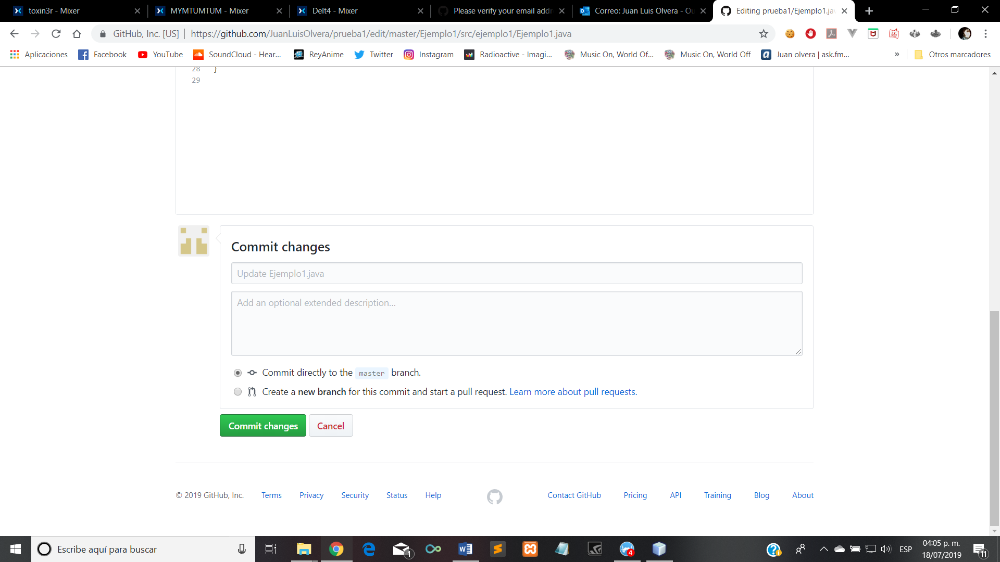 toxin3r - Mixer
MYMTUMTUM - Mixer
Delt4 - Mixer
Please verify your email addr
Correo: Juan Luis Olvera - Ou
Editing prueba1/Ejemplo1.jav
GitHub, Inc. [US] | https://github.com/JuanLuisOlvera/prueba1/edit/master/Ejemplo1/src/ejemplo1/Ejemplo1.java
Aplicaciones
Facebook
YouTube
SoundCloud - Hear...
ReyAnime
Twitter
Instagram
Radioactive - Imagi...
Music On, World Of...
Music On, World Off
Juan olvera | ask.fm...
»
Otros marcadores
28 }
29
Commit changes
Update Ejemplo1.java
Add an optional extended description...
Commit directly to the master branch.
Create a new branch for this commit and start a pull request. Learn more about pull requests.
Commit changes
Cancel
© 2019 GitHub, Inc.
Terms
Privacy
Security
Status
Help
Contact GitHub
Pricing
API
Training
Blog
About
Escribe aquí para buscar
1
4
ESP
04:05 p. m.
18/07/2019
11